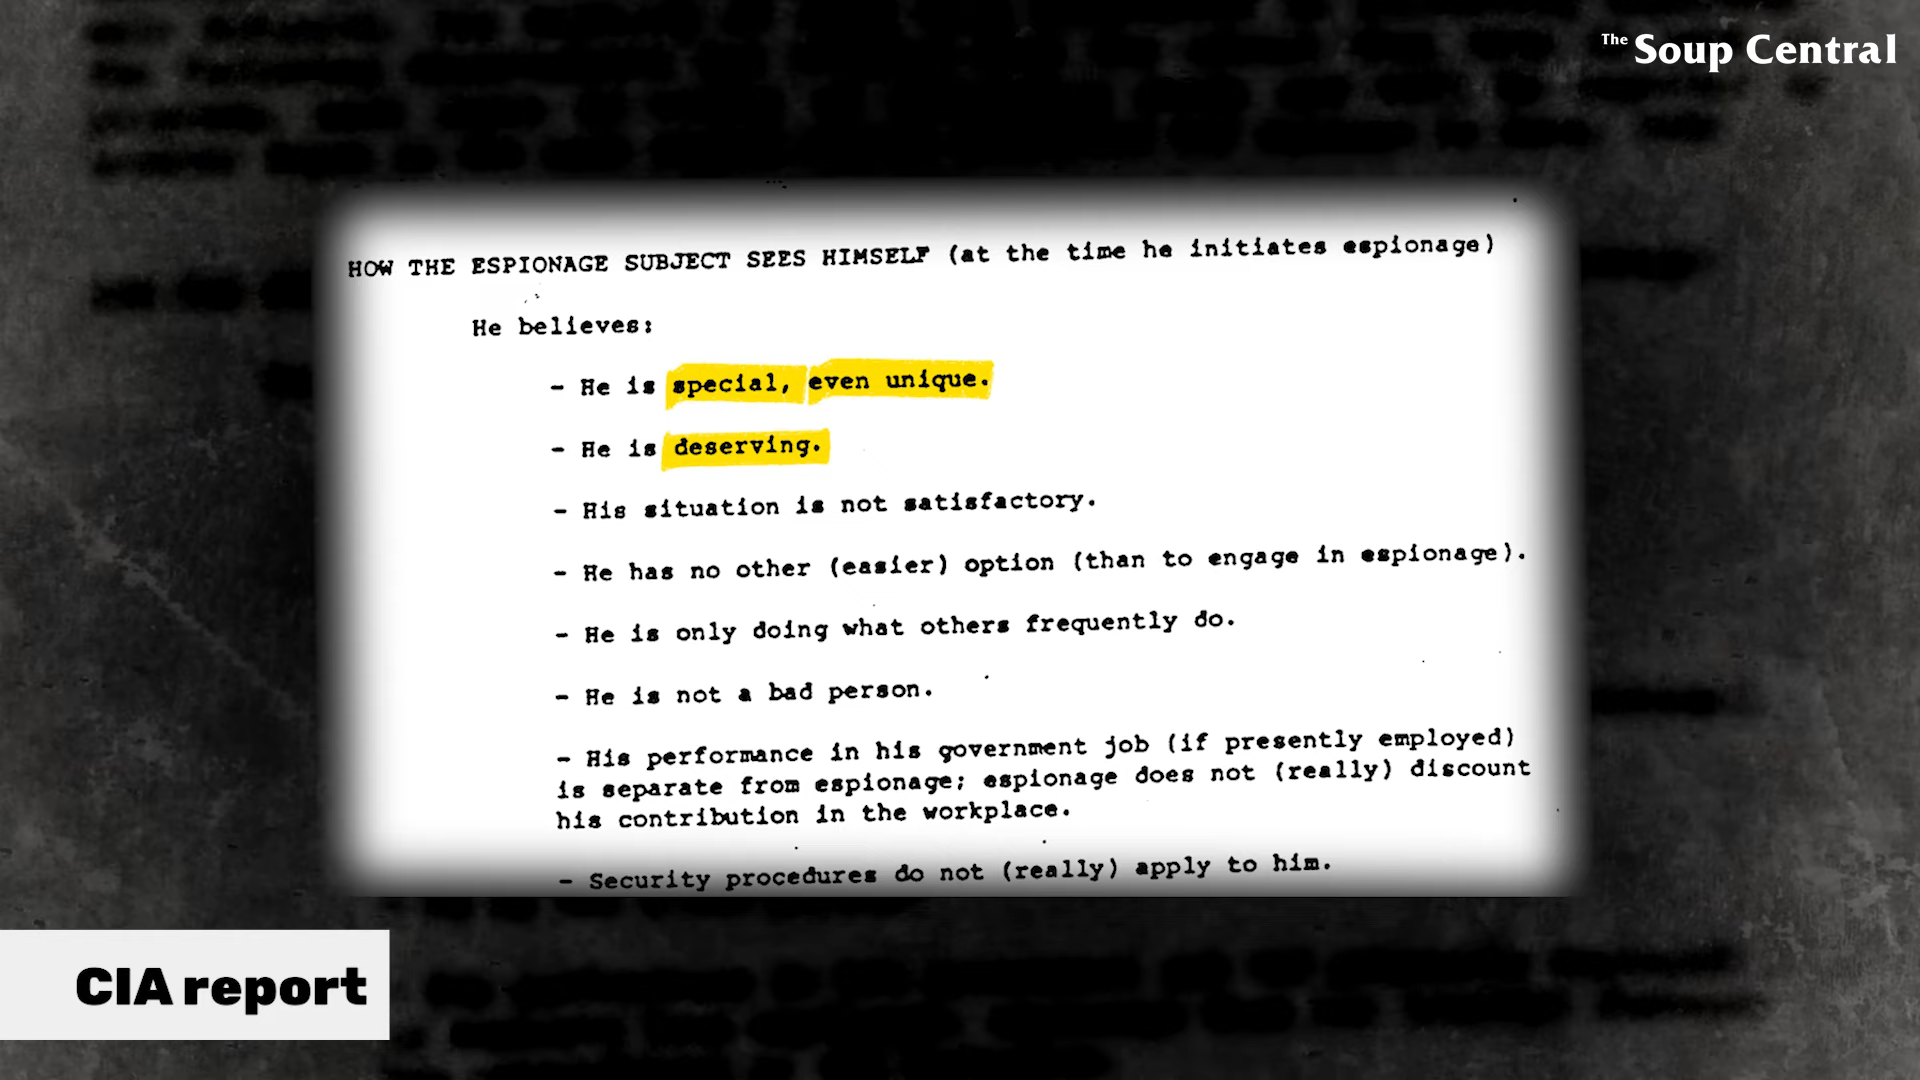 The Soup Central
HOW THE ESPIONAGE SUBJECT SEES HIMSELF (at the time he initiates espionage)
He believes:
- He is special, even unique.
- He is deserving.
- His situation is not satisfactory.
- He has no other (easier) option (than to engage in espionage).
- He is only doing what others frequently do.
- He is not a bad person.
- His performance in his government job (if presently employed)
is separate from espionage; espionage does not (really) discount
his contribution in the workplace.
- Security procedures do not (really) apply to him.
CIA report